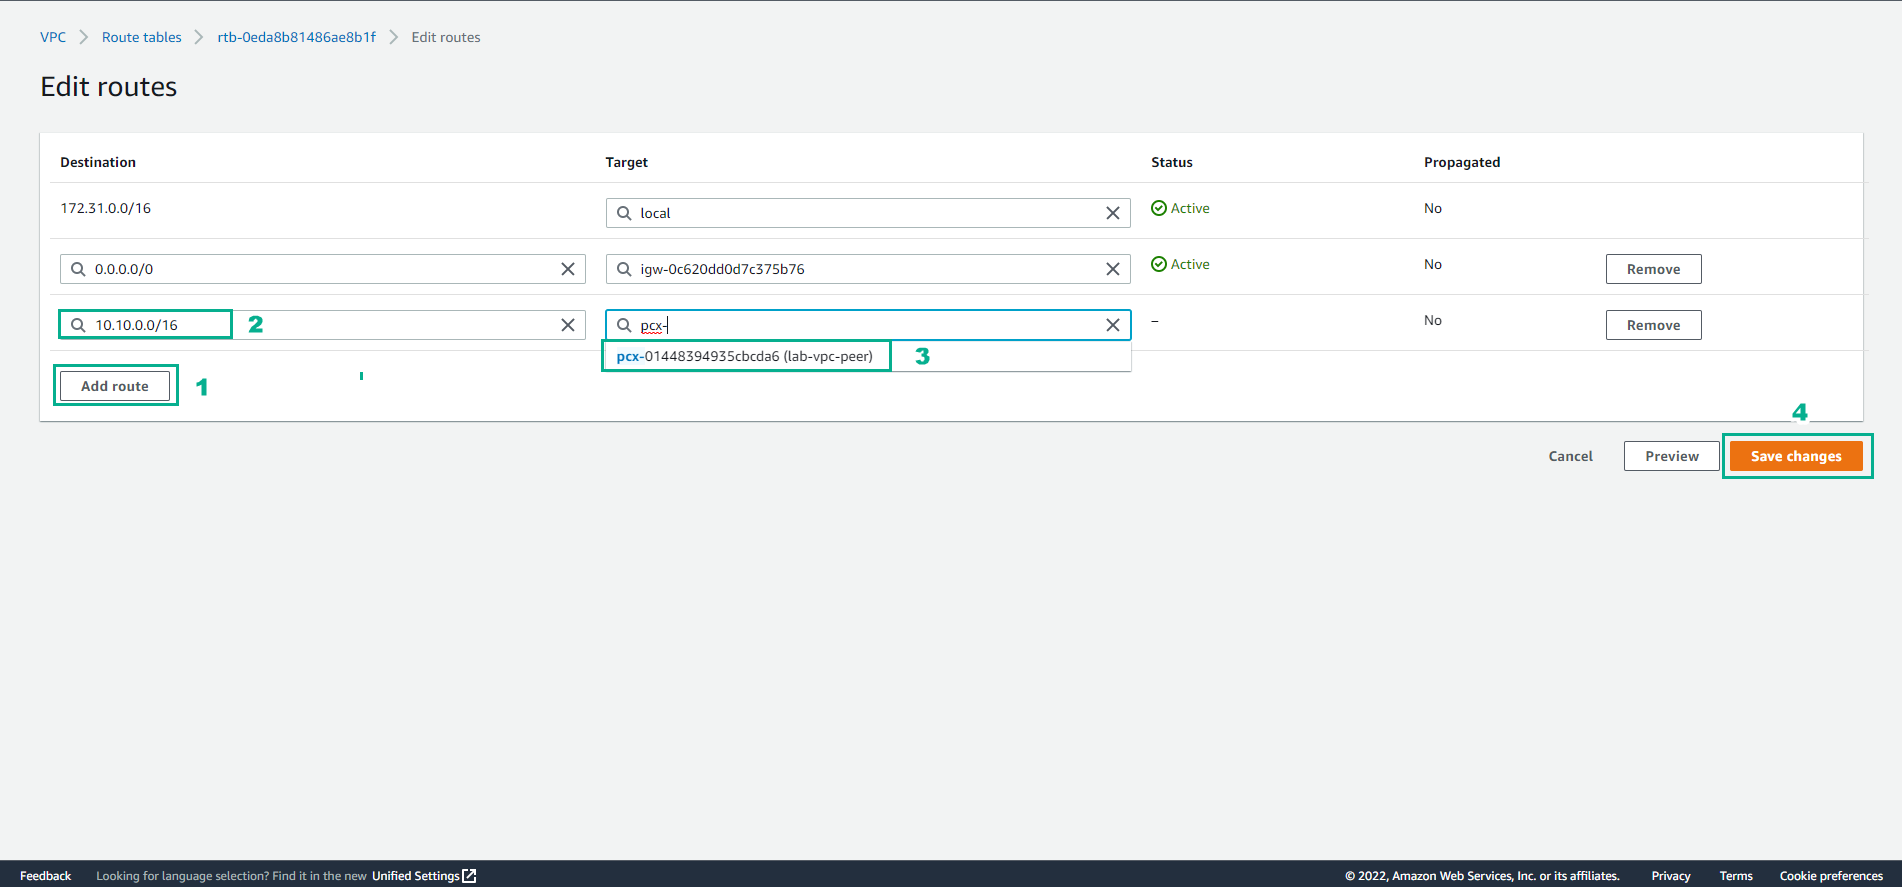 VPC > Route tables > rtb-0eda8b81486ae8b1f > Edit routes
Edit routes
Destination Target Status Propagated
172.31.0.0/16 local Active No
0.0.0.0/0 igw-0c620dd0d7c375b76 Active No Remove
10.10.0.0/16 2 pcx- – No Remove
pcx-01448394935cbcda6 (lab-vpc-peer) 3
Add route 1
4
Cancel Preview Save changes
Feedback Looking for language selection? Find it in the new Unified Settings © 2022, Amazon Web Services, Inc. or its affiliates. Privacy Terms Cookie preferences